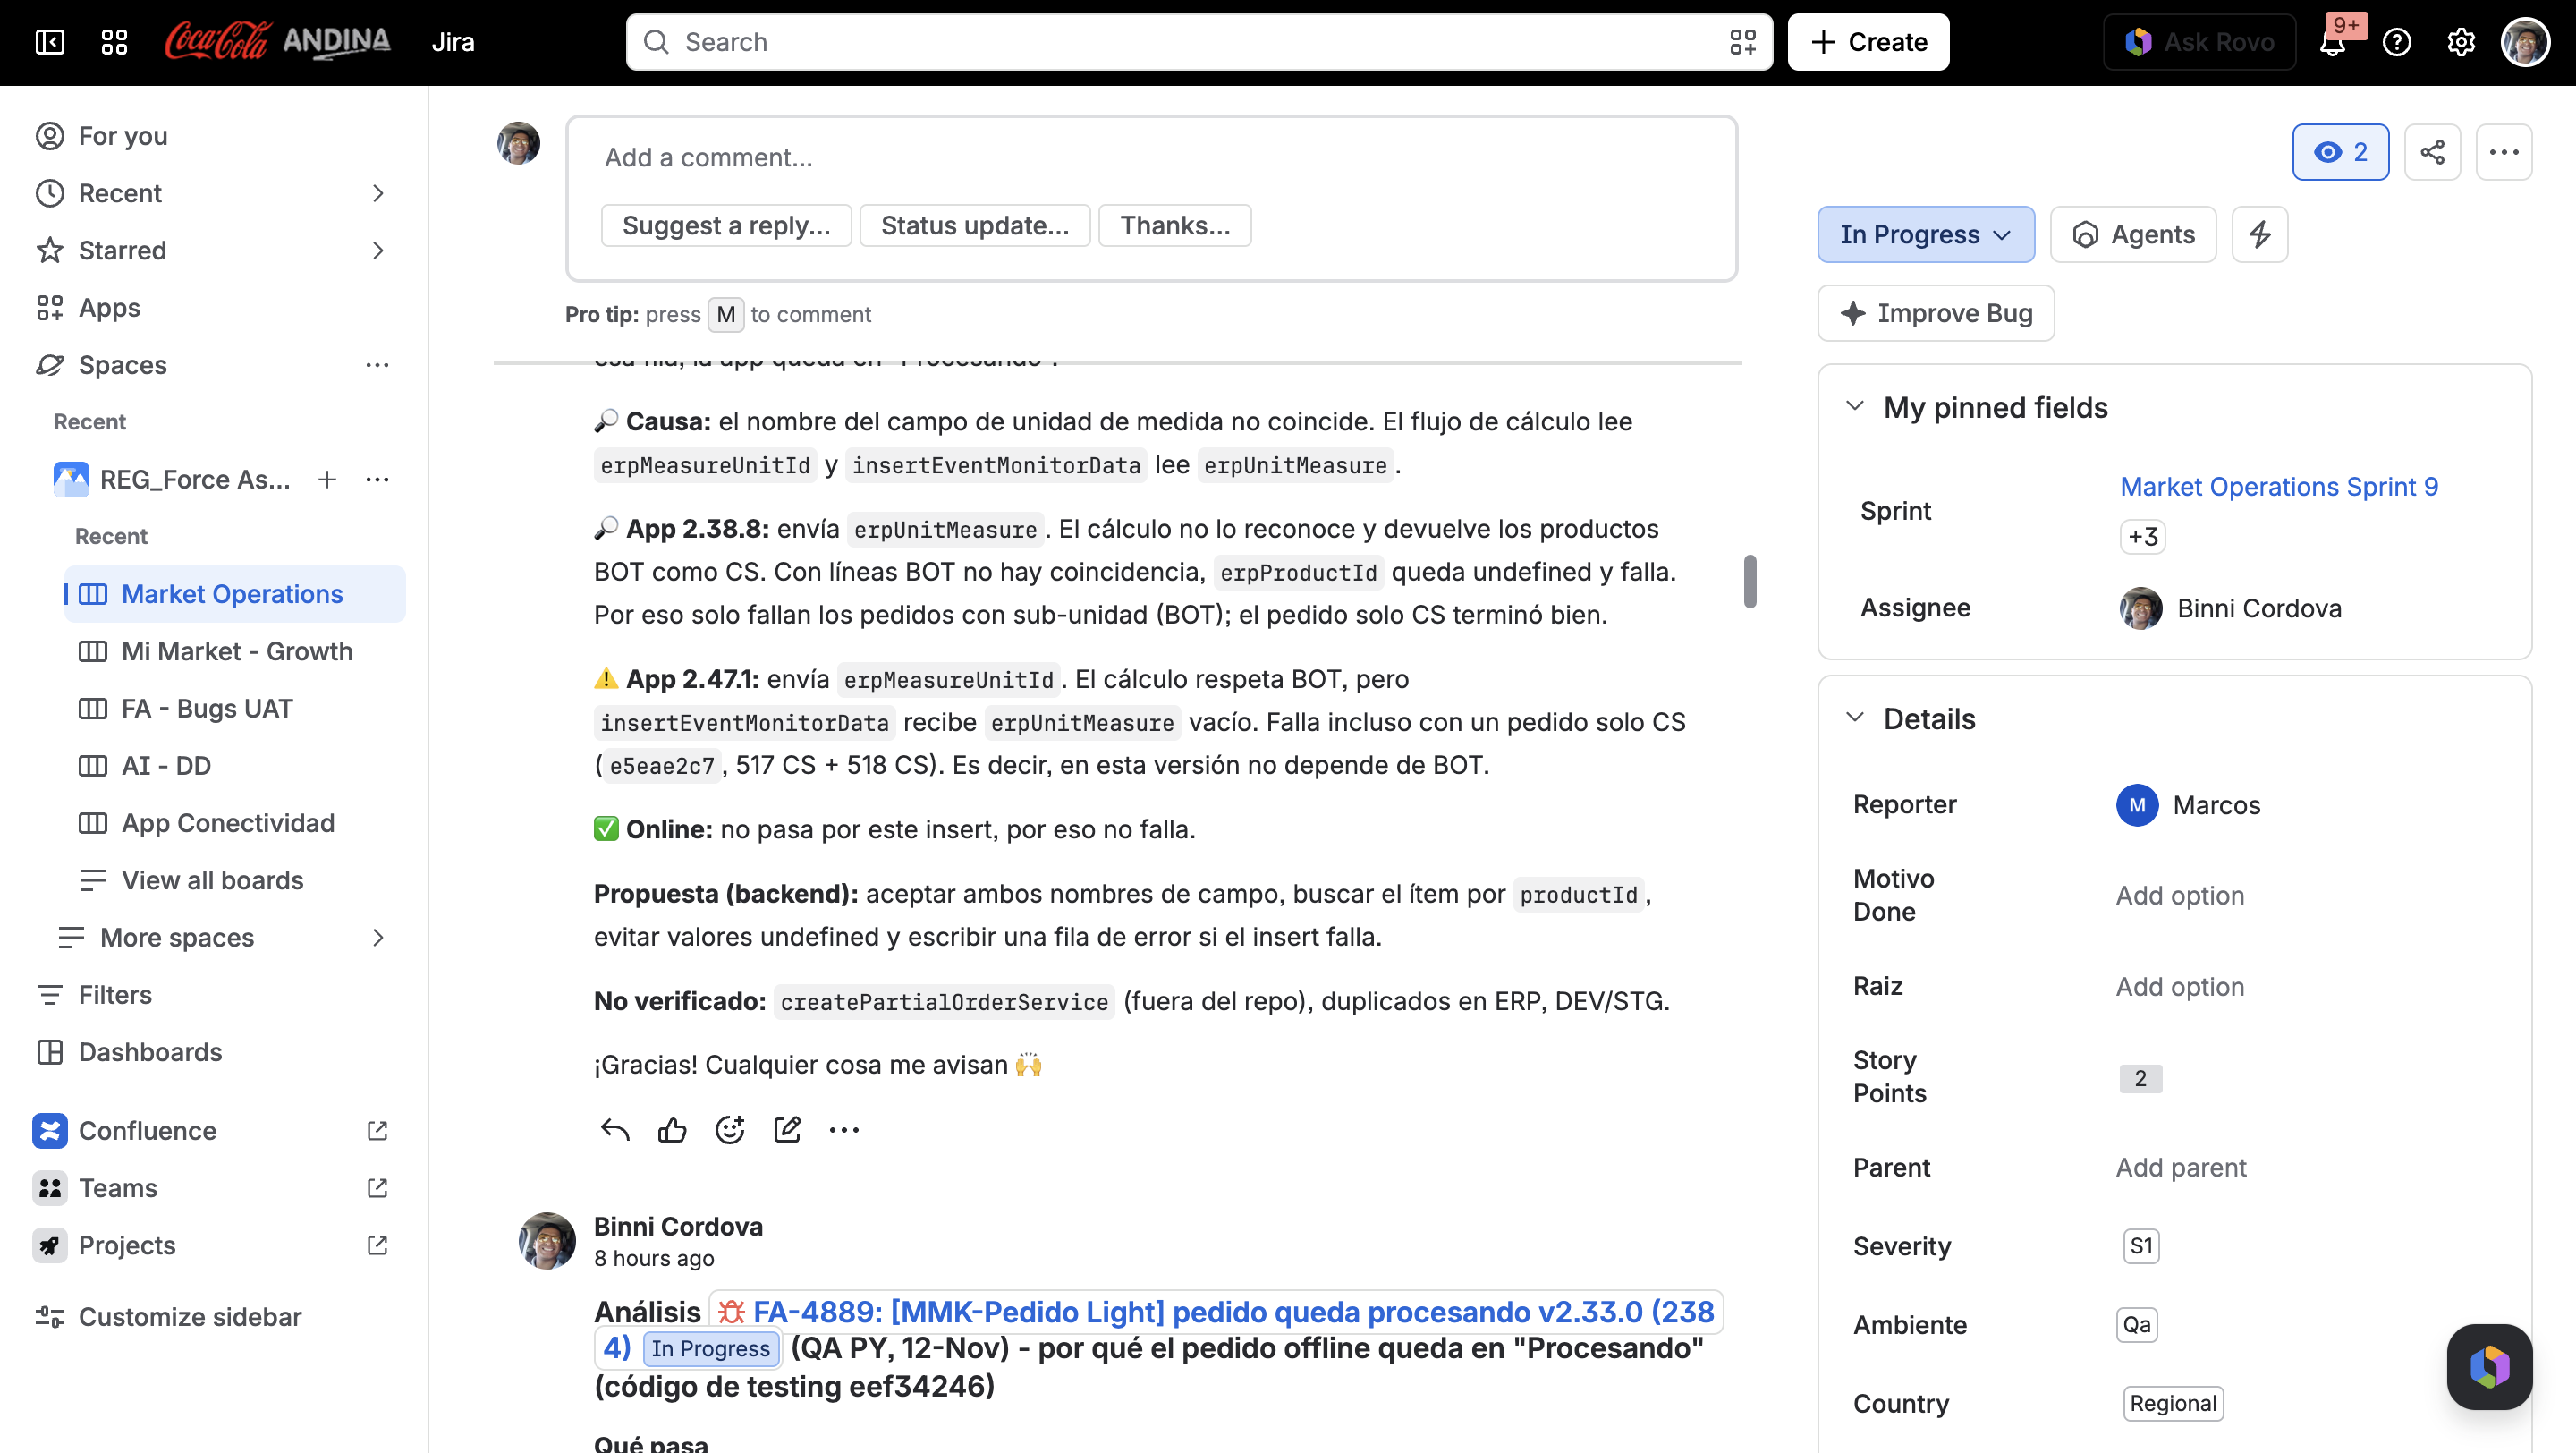 Coca-Cola ANDINA
Jira
Search
Create
Ask Rovo
9+
For you
Recent
Starred
Apps
Spaces
Recent
REG_Force As...
Recent
Market Operations
Mi Market - Growth
FA - Bugs UAT
AI - DD
App Conectividad
View all boards
More spaces
Filters
Dashboards
Confluence
Teams
Projects
Customize sidebar
Add a comment...
Suggest a reply...
Status update...
Thanks...
Pro tip: press M to comment
esa fila, la app queda en "Procesando".
🔎 Causa: el nombre del campo de unidad de medida no coincide. El flujo de cálculo lee
erpMeasureUnitId y insertEventMonitorData lee erpUnitMeasure.
🔎 App 2.38.8: envía erpUnitMeasure. El cálculo no lo reconoce y devuelve los productos
BOT como CS. Con líneas BOT no hay coincidencia, erpProductId queda undefined y falla.
Por eso solo fallan los pedidos con sub-unidad (BOT); el pedido solo CS terminó bien.
⚠️ App 2.47.1: envía erpMeasureUnitId. El cálculo respeta BOT, pero
insertEventMonitorData recibe erpUnitMeasure vacío. Falla incluso con un pedido solo CS
(e5eae2c7, 517 CS + 518 CS). Es decir, en esta versión no depende de BOT.
✅ Online: no pasa por este insert, por eso no falla.
Propuesta (backend): aceptar ambos nombres de campo, buscar el ítem por productId,
evitar valores undefined y escribir una fila de error si el insert falla.
No verificado: createPartialOrderService (fuera del repo), duplicados en ERP, DEV/STG.
¡Gracias! Cualquier cosa me avisan 🙌
Binni Cordova
8 hours ago
Análisis FA-4889: [MMK-Pedido Light] pedido queda procesando v2.33.0 (238
4) In Progress (QA PY, 12-Nov) - por qué el pedido offline queda en "Procesando"
(código de testing eef34246)
Qué pasa
2
In Progress
Agents
Improve Bug
My pinned fields
Sprint
Market Operations Sprint 9
+3
Assignee
Binni Cordova
Details
Reporter
M
Marcos
Motivo
Done
Add option
Raiz
Add option
Story
Points
2
Parent
Add parent
Severity
S1
Ambiente
Qa
Country
Regional